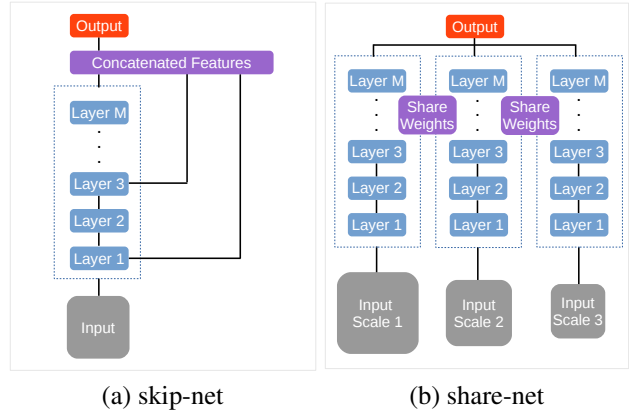 Output
Concatenated Features
Layer M
Layer 3
Layer 2
Layer 1
Input
(a) skip-net
Output
Layer M
Layer M
Layer M
Share
Weights
Share
Weights
Layer 3
Layer 3
Layer 3
Layer 2
Layer 2
Layer 2
Layer 1
Layer 1
Layer 1
Input
Scale 1
Input
Scale 2
Input
Scale 3
(b) share-net